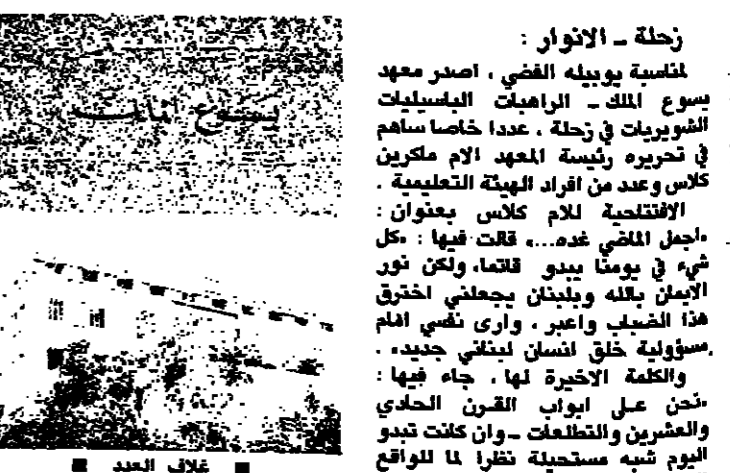 زحلة ـ الانوار :
لمناسبة يوبيله الفضي ، اصدر معهد
يسوع الملك ـ الراهبات الباسيليات
الشويريات في زحلة ، عددا خاصا ساهم
في تحريره رئيسة المعهد الام مكرين
كلاس وعدد من افراد الهيئة التعليمية .
الافتتاحية للام كلاس بعنوان :
«اجمل الماضي غده...» قالت فيها : «كل
شيء في يومنا يبدو قاتما، ولكن نور
الايمان بالله وبلبنان يجعلني اخترق
هذا الضباب واعبر ، وارى نفسي امام
مسؤولية خلق انسان لبناني جديد» .
والكلمة الاخيرة لها ، جاء فيها :
«نحن على ابواب القرن الحادي
والعشرين والتطلعات ـ وان كانت تبدو
اليوم شبه مستحيلة نظرا لما للواقع
يسوع الملك
■ غلاف العدد ■